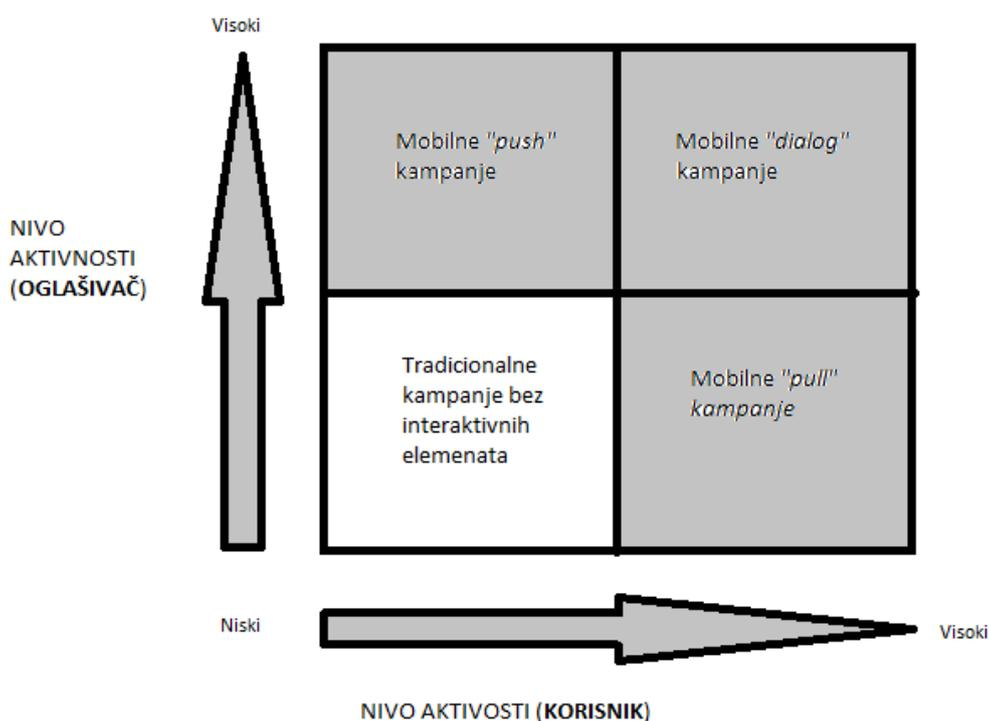 Visoki
Mobilne "push"
kampanje
Mobilne "dialog"
kampanje
NIVO
AKTIVNOSTI
(OGLAŠIVAČ)
Tradicionalne
kampanje bez
interaktivnih
elemenata
Mobilne "pull"
kampanje
Niski
Visoki
NIVO AKTIVOSTI (KORISNIK)